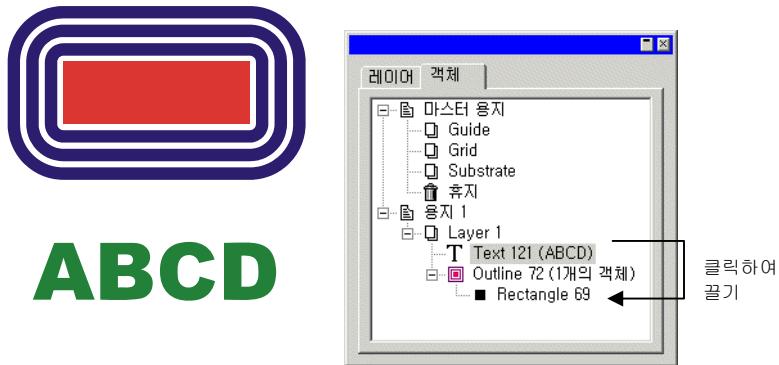 레이어
객체
마스터 용지
Guide
Grid
Substrate
휴지
용지 1
Layer 1
T Text 121 (ABCD)
Outline 72 (1개의 객체)
Rectangle 69
클릭하여
끌기
ABCD